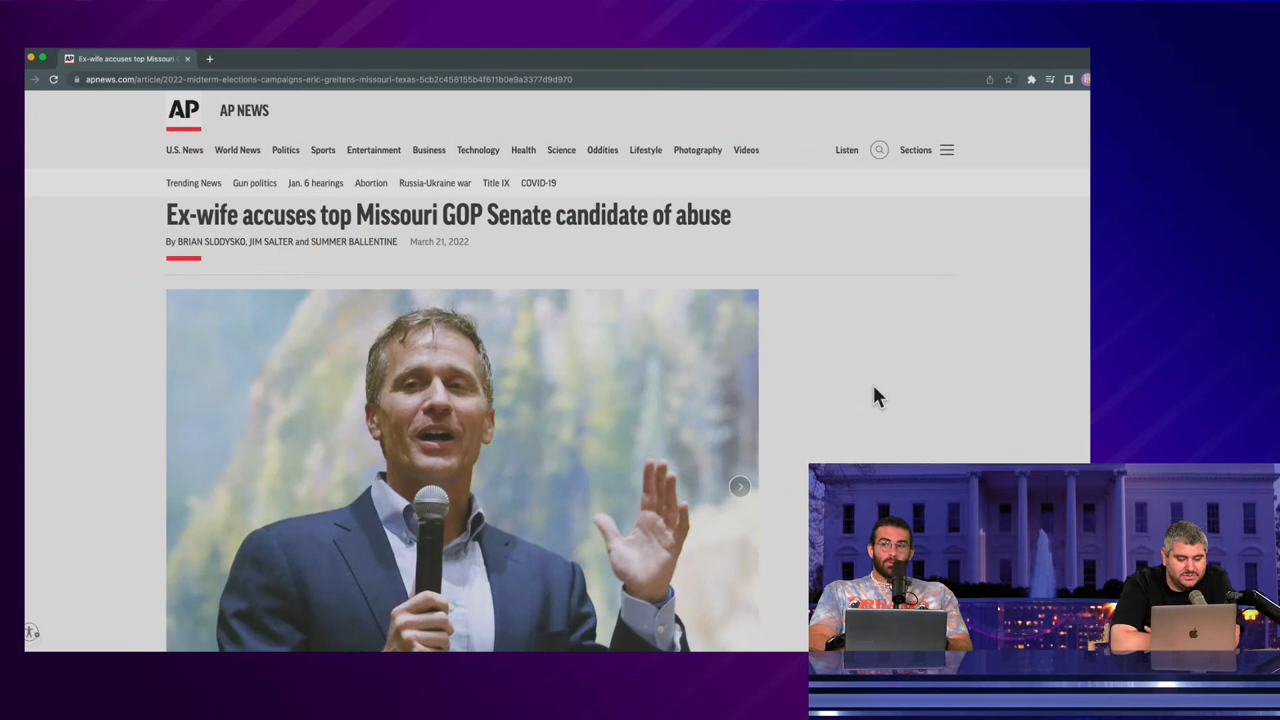 Ex-wife accuses top Missouri
apnews.com/article/2022-midterm-elections-campaigns-eric-greitens-missouri-texas-5cb2c458155b4f611b0e9a3377d9d970
AP AP NEWS
U.S. News World News Politics Sports Entertainment Business Technology Health Science Oddities Lifestyle Photography Videos Listen Sections
Trending News Gun politics Jan. 6 hearings Abortion Russia-Ukraine war Title IX COVID-19
Ex-wife accuses top Missouri GOP Senate candidate of abuse
By BRIAN SLODYSKO, JIM SALTER and SUMMER BALLENTINE March 21, 2022